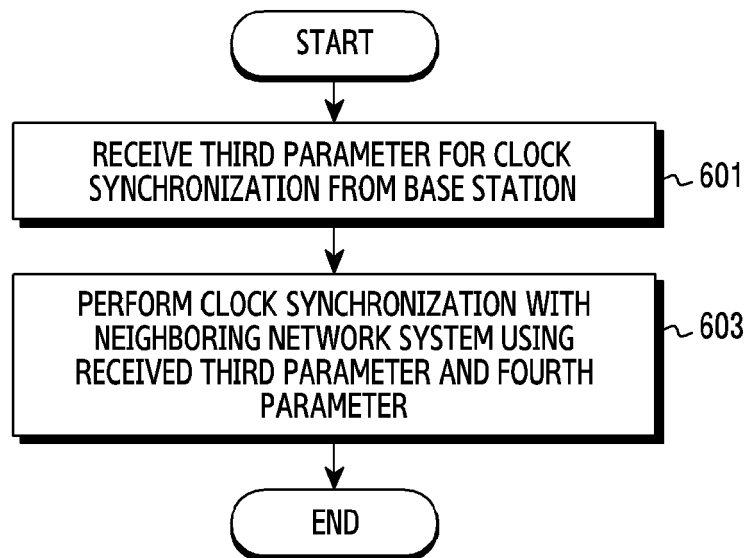 START
RECEIVE THIRD PARAMETER FOR CLOCK
SYNCHRONIZATION FROM BASE STATION
601
PERFORM CLOCK SYNCHRONIZATION WITH
NEIGHBORING NETWORK SYSTEM USING
RECEIVED THIRD PARAMETER AND FOURTH
PARAMETER
603
END